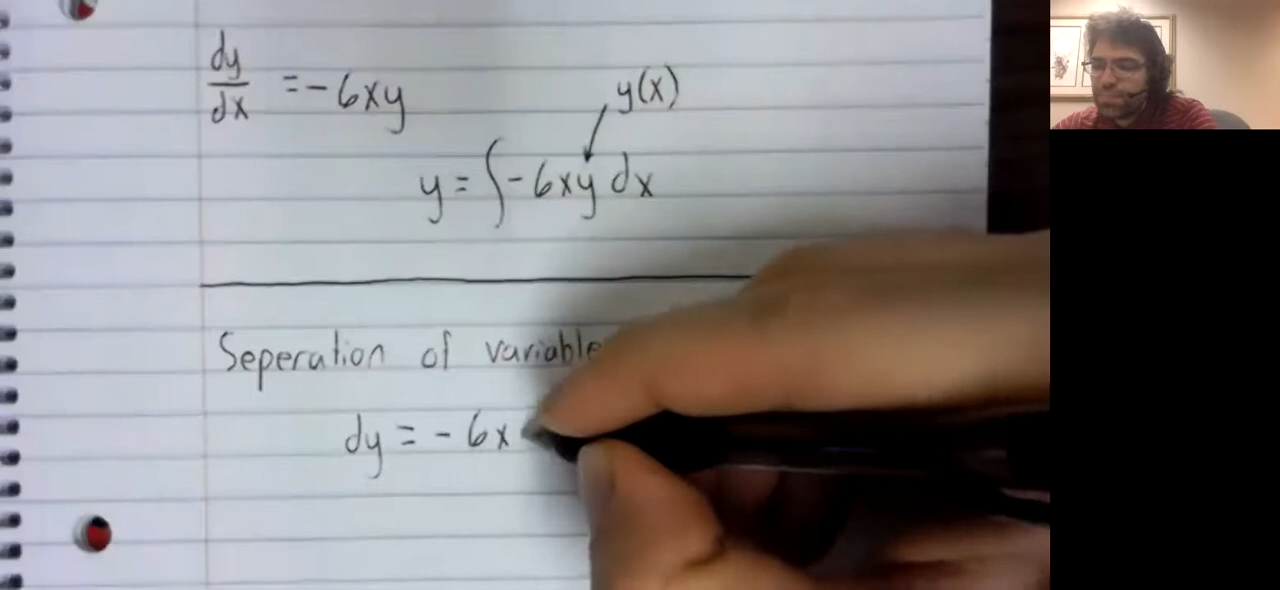 dy/dx = -6xy
y(x)
y = ∫-6xy dx
Seperation of variable
dy = -6x